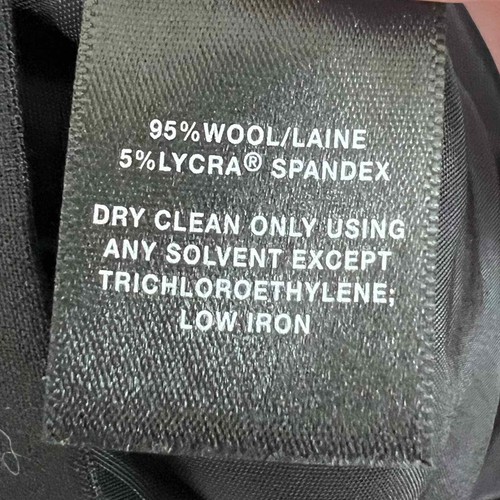 95%WOOL/LAINE
5%LYCRA® SPANDEX
DRY CLEAN ONLY USING
ANY SOLVENT EXCEPT
TRICHLOROETHYLENE;
LOW IRON